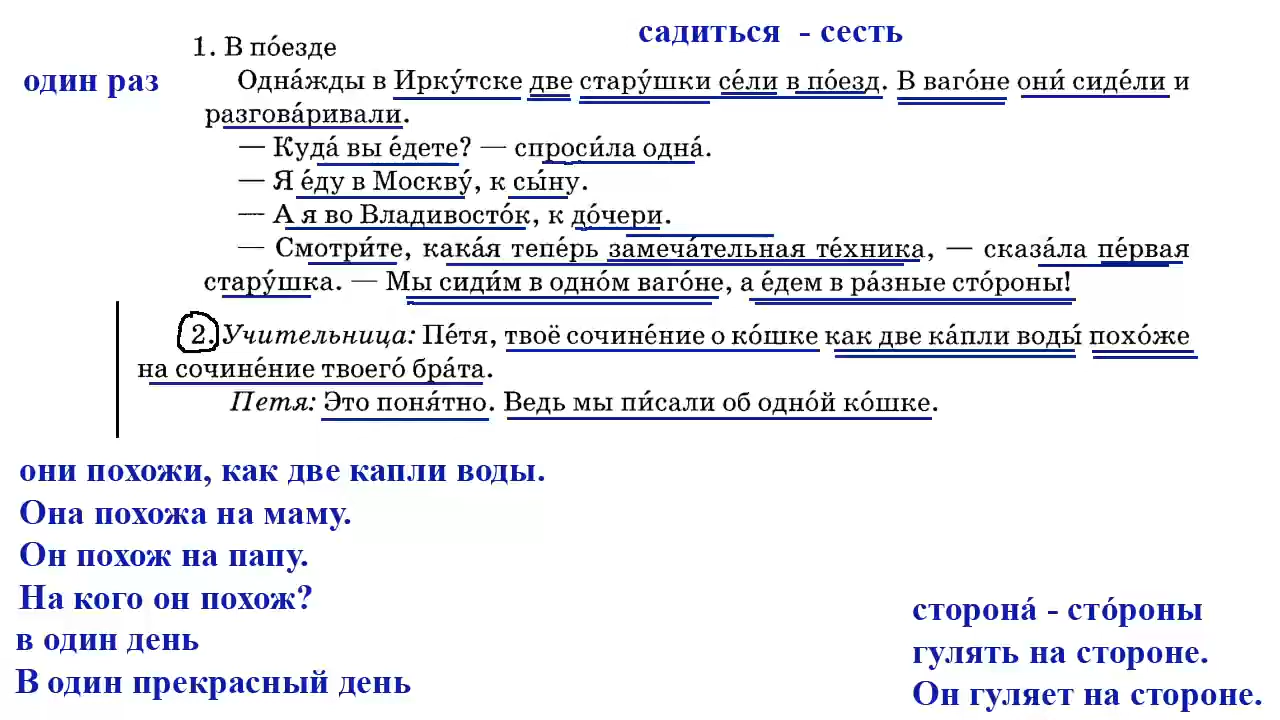 садиться - сесть
1. В по́езде
один раз
Одна́жды в Ирку́тске две стару́шки се́ли в по́езд. В ваго́не они́ сиде́ли и
разгова́ривали.
— Куда́ вы е́дете? — спроси́ла одна́.
— Я е́ду в Москву́, к сы́ну.
— А я во Владивосто́к, к до́чери.
— Смотри́те, кака́я тепе́рь замеча́тельная те́хника, — сказа́ла пе́рвая
стару́шка. — Мы сиди́м в одно́м ваго́не, а е́дем в ра́зные сто́роны!
2. Учительница: Пе́тя, твоё сочине́ние о ко́шке как две ка́пли воды́ похо́же
на сочине́ние твоего́ бра́та.
Петя: Это поня́тно. Ведь мы пи́сали об одно́й ко́шке.
они похожи, как две капли воды.
Она похожа на маму.
Он похож на папу.
На кого он похож?
в один день
В один прекрасный день
сторона́ - сто́роны
гулять на стороне.
Он гуляет на стороне.